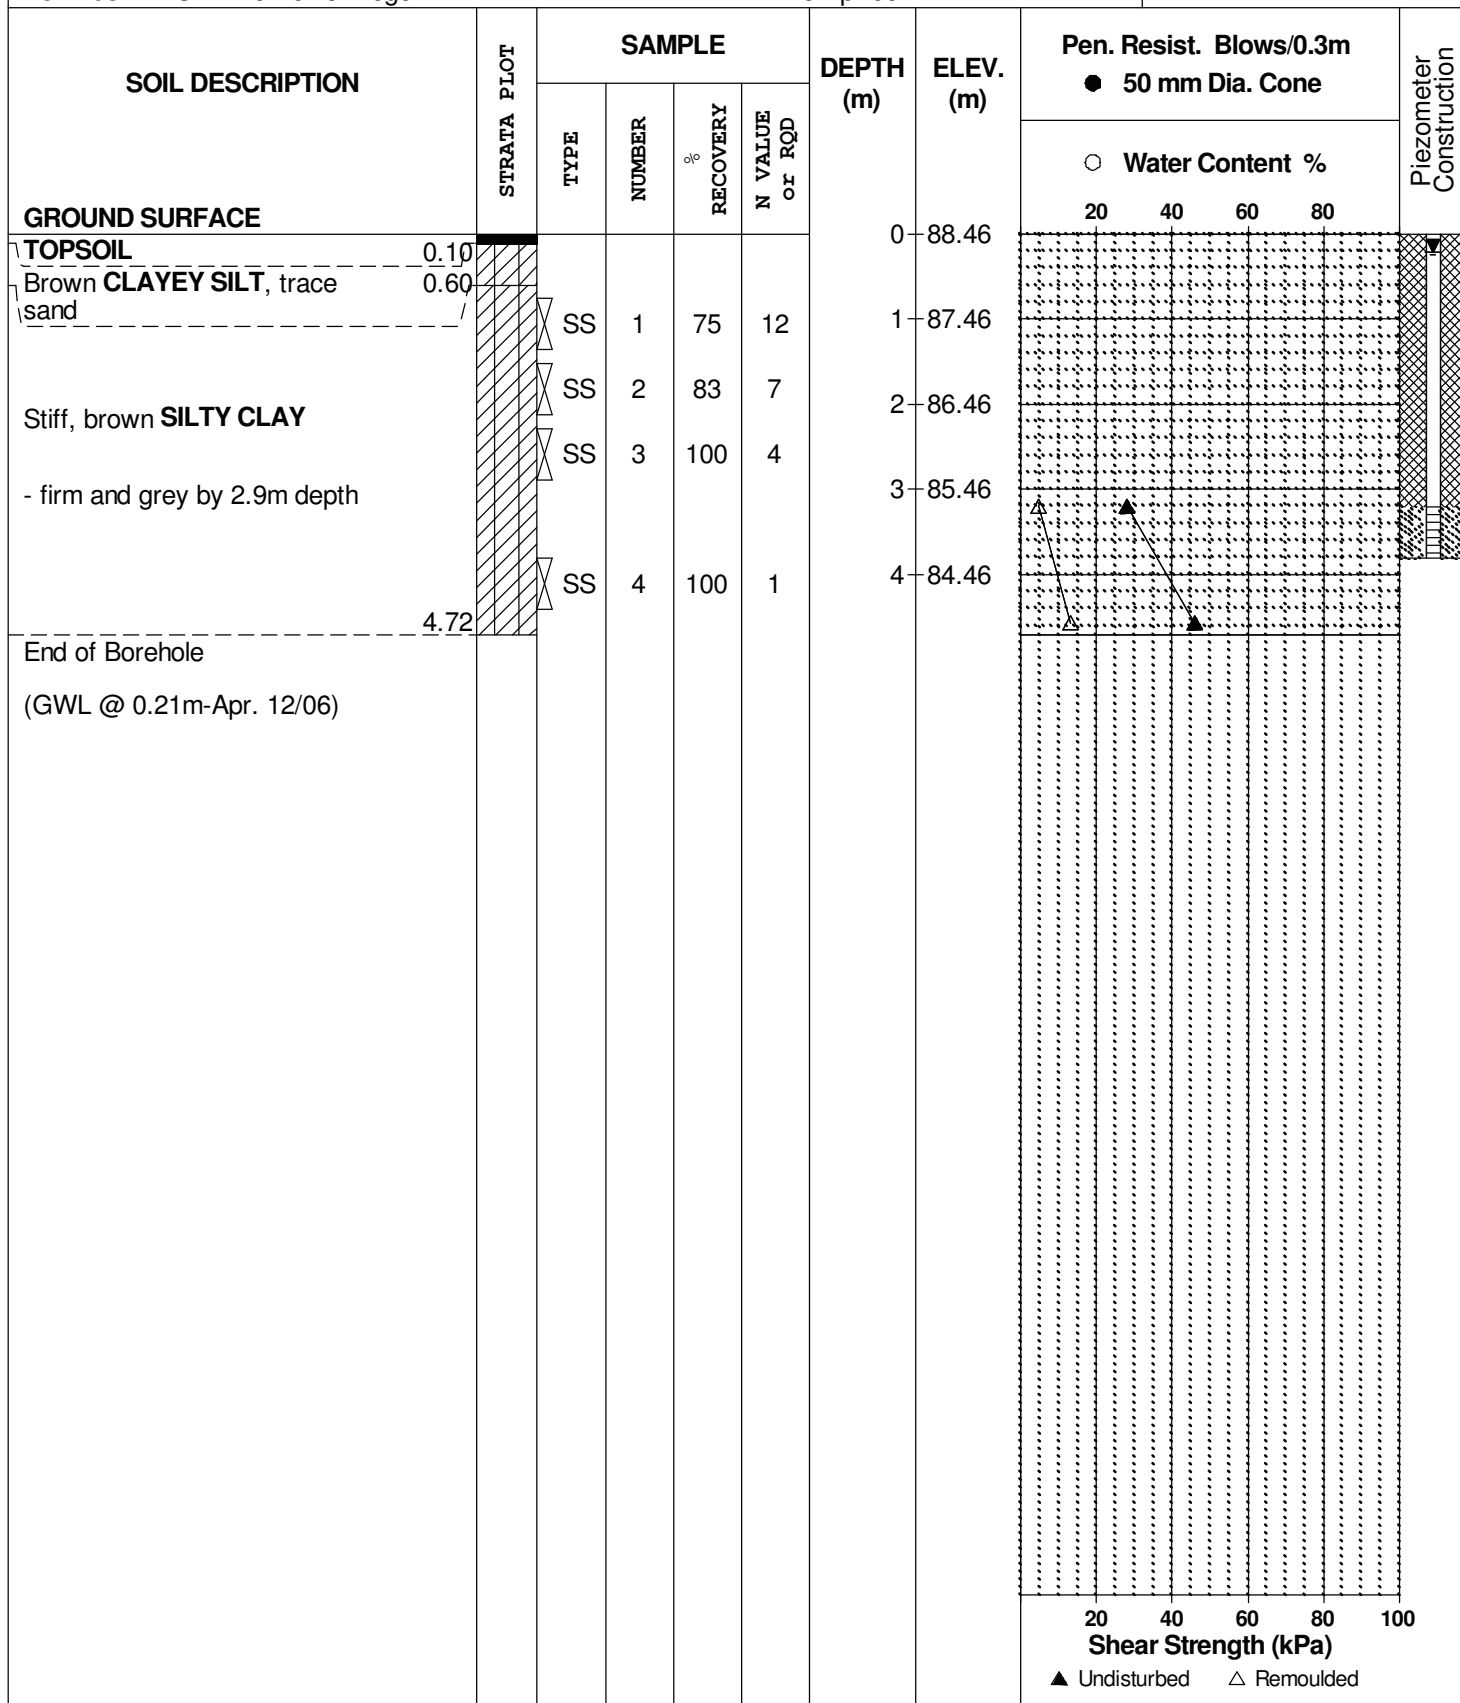 SOIL DESCRIPTION
STRATA PLOT
SAMPLE
TYPE
NUMBER
% RECOVERY
N VALUE or RQD
DEPTH (m)
ELEV. (m)
Pen. Resist. Blows/0.3m
● 50 mm Dia. Cone
○ Water Content %
20 40 60 80
Piezometer Construction
GROUND SURFACE
0 88.46
TOPSOIL 0.10
Brown CLAYEY SILT, trace 0.60
sand
SS 1 75 12
1 87.46
SS 2 83 7
2 86.46
Stiff, brown SILTY CLAY
SS 3 100 4
- firm and grey by 2.9m depth
3 85.46
SS 4 100 1
4 84.46
4.72
End of Borehole
(GWL @ 0.21m-Apr. 12/06)
20 40 60 80 100
Shear Strength (kPa)
▲ Undisturbed △ Remoulded